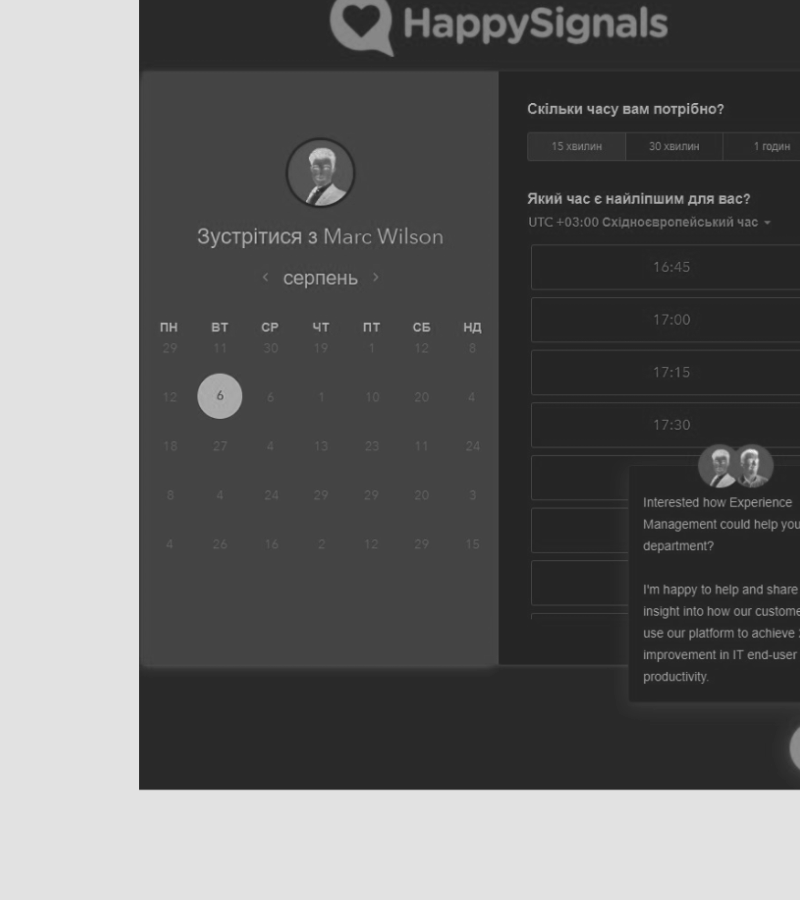 HappySignals
Зустрітися з Marc Wilson
серпень
ПН ВТ СР ЧТ ПТ СБ НД
29 11 30 19 1 12 8
12 6 6 1 10 20 4
18 27 4 13 23 11 24
8 4 24 29 29 20 3
4 26 16 2 12 29 15
Скільки часу вам потрібно?
15 хвилин 30 хвилин 1 годин
Який час є найліпшим для вас?
UTC +03:00 Східноєвропейський час
16:45
17:00
17:15
17:30
Interested how Experience
Management could help you
department?
I'm happy to help and share
insight into how our custome
use our platform to achieve
improvement in IT end-user
productivity.